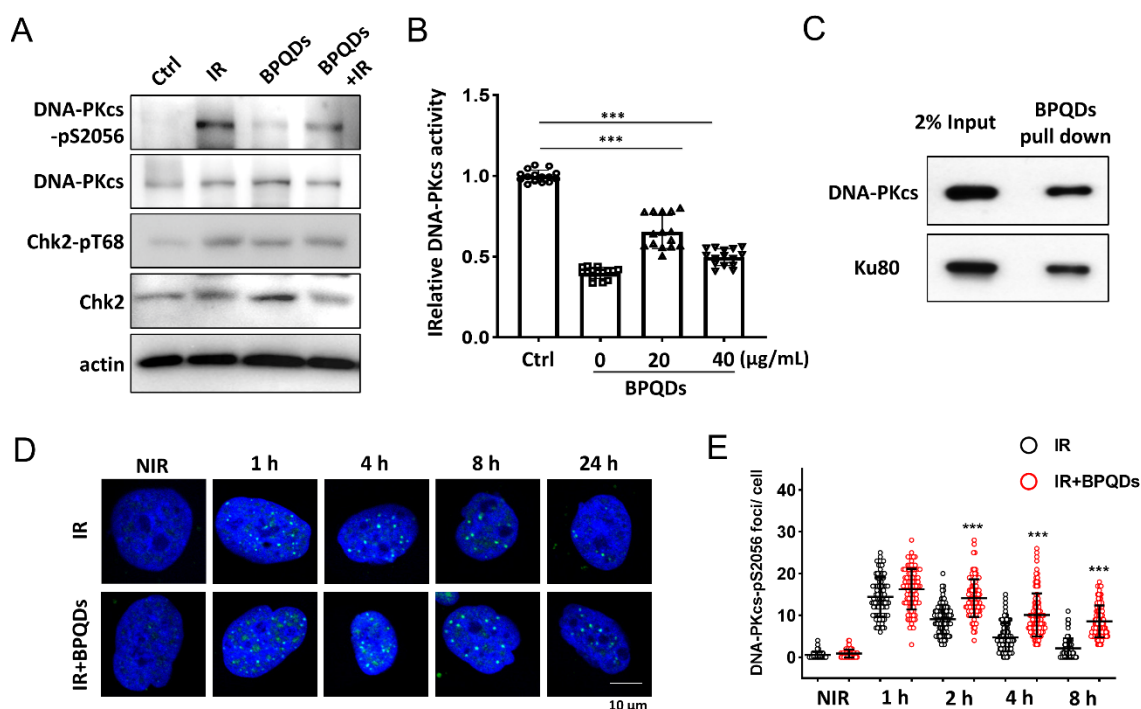 A
Ctrl IR BPQDs BPQDs
+IR
DNA-PKcs
-pS2056
DNA-PKcs
Chk2-pT68
Chk2
actin
B
IRelative DNA-PKcs activity
1.5
1.0
0.5
0.0
***
***
Ctrl 0 20 40 (μg/mL)
BPQDs
C
2% Input BPQDs
pull down
DNA-PKcs
Ku80
D
NIR 1 h 4 h 8 h 24 h
IR
IR+BPQDs
10 μm
E
IR
IR+BPQDs
DNA-PKcs-pS2056 foci/ cell
40
30
20
10
0
*** *** ***
NIR 1 h 2 h 4 h 8 h